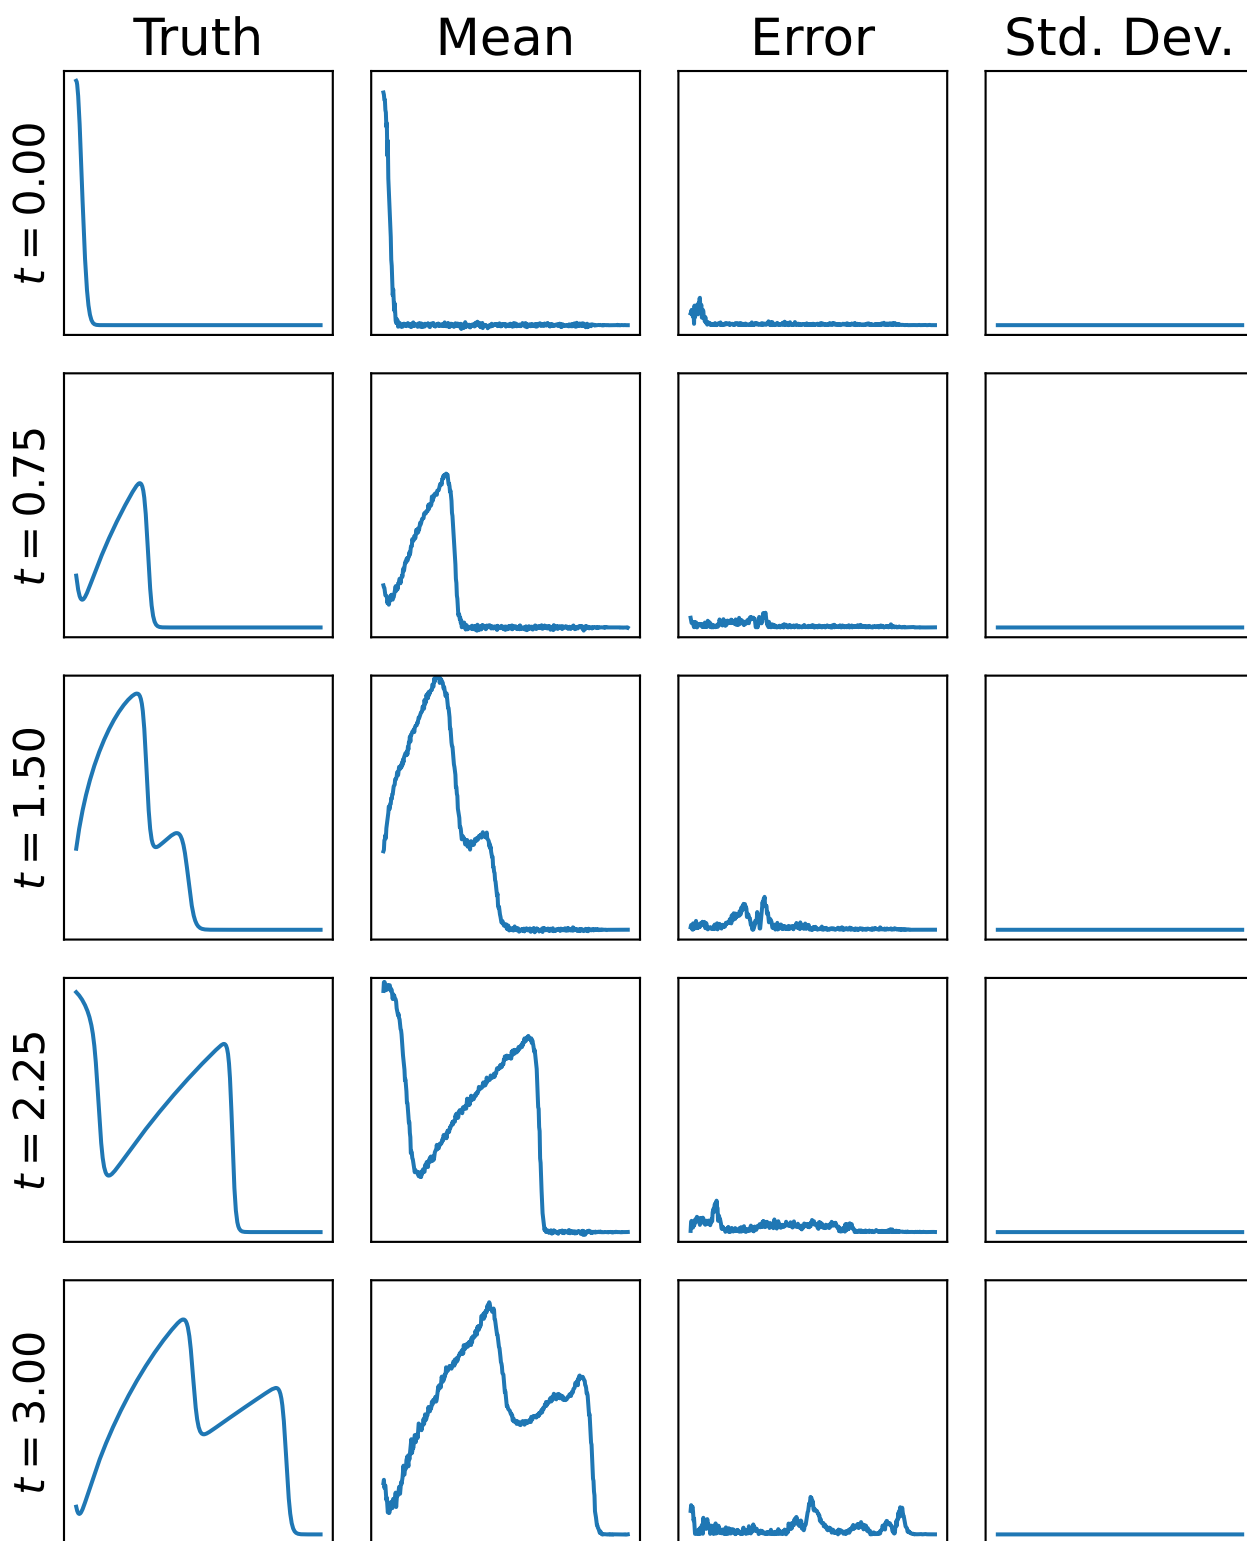 Truth Mean Error Std. Dev.
t = 0.00
t = 0.75
t = 1.50
t = 2.25
t = 3.00